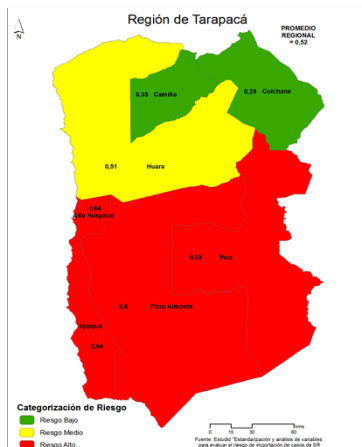 Región de Tarapacá
PROMEDIO
REGIONAL
= 0,52
N
0,35 Camiña
0,29 Colchane
0,51 Huara
0,64
Alto Hospicio
0,53 Pica
0,6 Pozo Almonte
Iquique
0,64
Categorización de Riesgo
Riesgo Bajo
Riesgo Medio
Riesgo Alto
0 15 30 60 Kms
Fuente: Estudio "Estandarización y análisis de variables
para evaluar el riesgo de importación de casos de SR